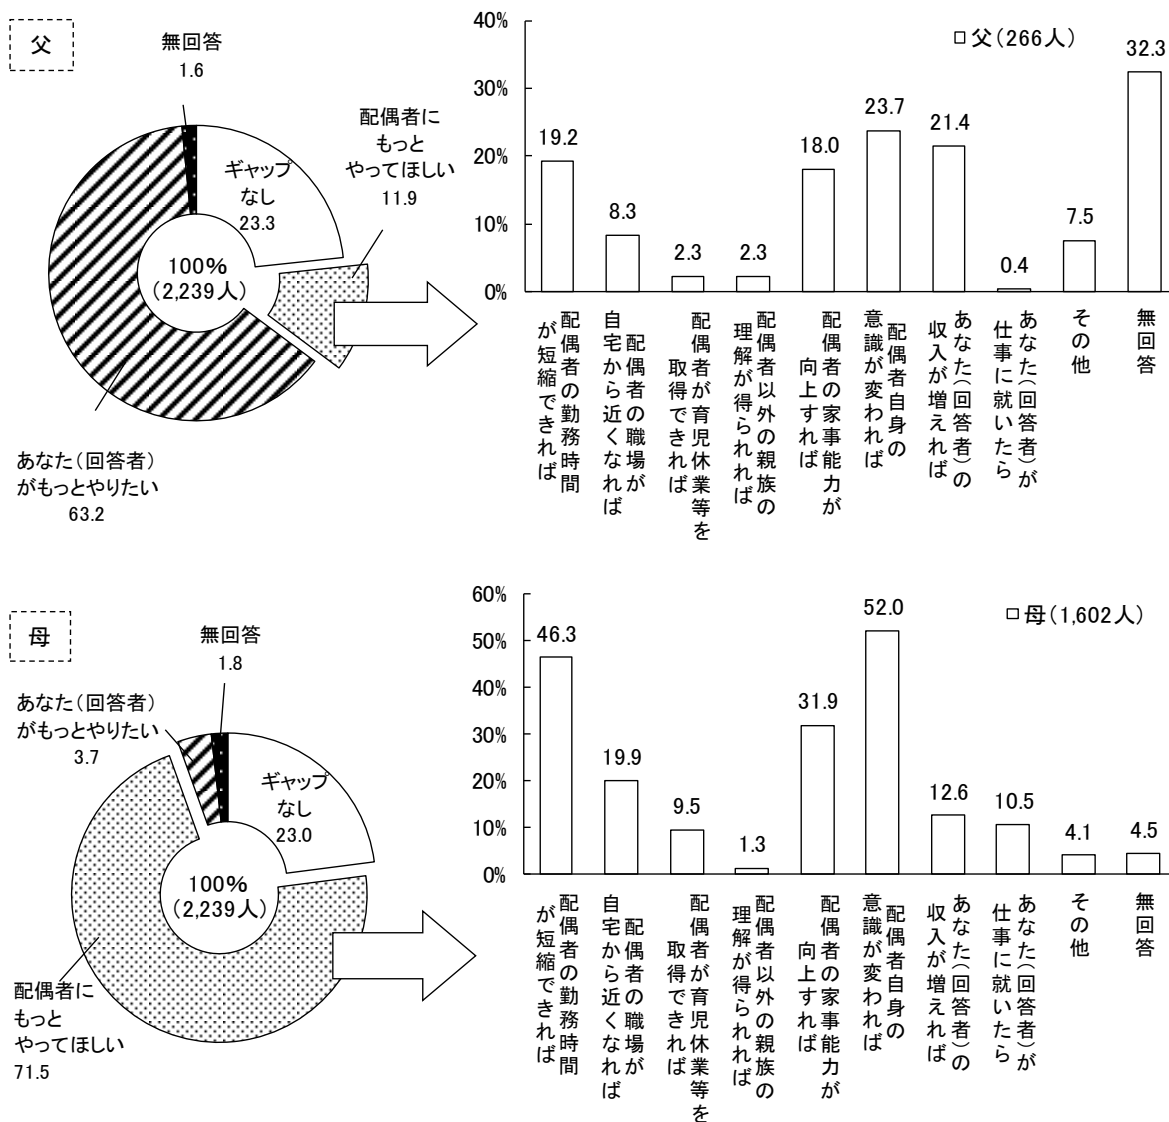 父
無回答
1.6
配偶者に
もっと
やってほしい
11.9
ギャップ
なし
23.3
100%
(2,239人)
あなた(回答者)
がもっとやりたい
63.2
40%
30%
20%
10%
0%
父(266人)
19.2
8.3
2.3
2.3
18.0
23.7
21.4
0.4
7.5
32.3
配偶者の勤務時間
が短縮できれば
配偶者の職場が
自宅から近くなれば
配偶者が育児休業等を
取得できれば
配偶者以外の親族の
理解が得られれば
配偶者の家事能力が
向上すれば
配偶者自身の
意識が変われば
あなた(回答者)の
収入が増えれば
あなた(回答者)が
仕事に就いたら
その他
無回答
母
無回答
1.8
あなた(回答者)
がもっとやりたい
3.7
ギャップ
なし
23.0
100%
(2,239人)
配偶者に
もっと
やってほしい
71.5
60%
50%
40%
30%
20%
10%
0%
母(1,602人)
46.3
19.9
9.5
1.3
31.9
52.0
12.6
10.5
4.1
4.5
配偶者の勤務時間
が短縮できれば
配偶者の職場が
自宅から近くなれば
配偶者が育児休業等を
取得できれば
配偶者以外の親族の
理解が得られれば
配偶者の家事能力が
向上すれば
配偶者自身の
意識が変われば
あなた(回答者)の
収入が増えれば
あなた(回答者)が
仕事に就いたら
その他
無回答